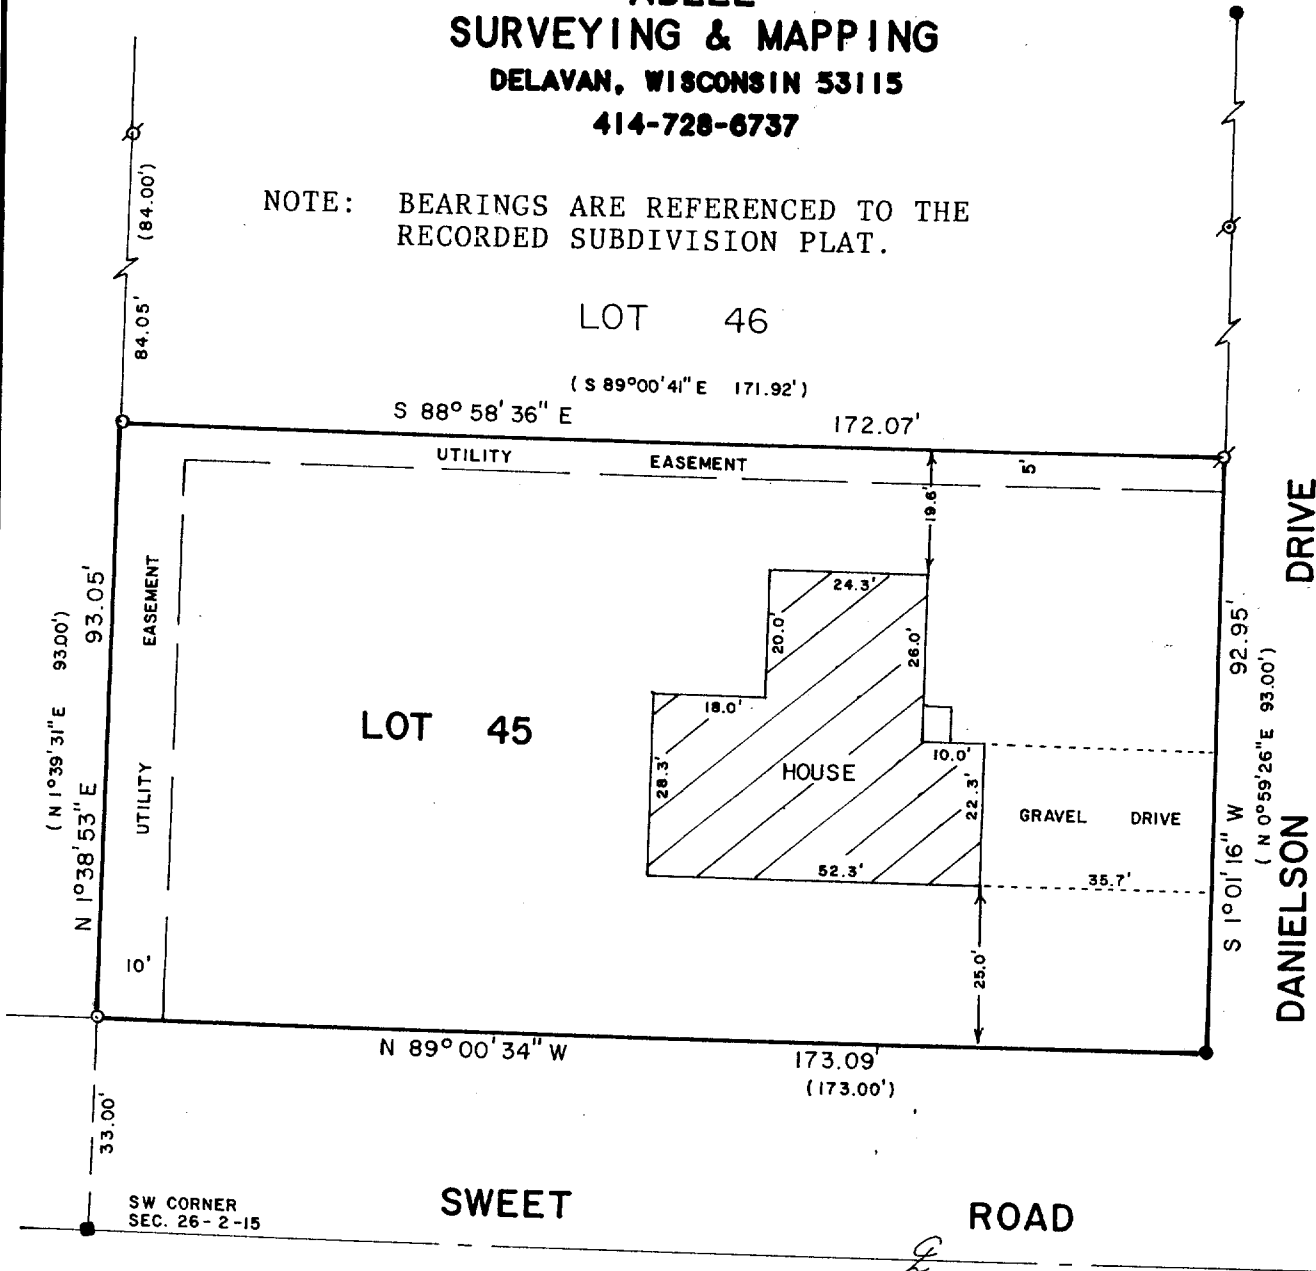 SURVEYING & MAPPING
DELAVAN, WISCONSIN 53115
414-728-6737
NOTE: BEARINGS ARE REFERENCED TO THE
RECORDED SUBDIVISION PLAT.
(84.00')
84.05'
LOT 46
(S 89°00'41" E 171.92')
S 88°58'36" E 172.07'
UTILITY EASEMENT
5'
19.6'
DRIVE
DANIELSON
EASEMENT
UTILITY
10'
93.05'
N 1°38'53" E
(N 1°39'31" E 93.00')
24.3'
20.0'
26.0'
18.0'
LOT 45
28.3'
HOUSE
10.0'
22.3'
52.3'
GRAVEL DRIVE
35.7'
25.0'
92.95'
S 1°01'16" W
(N 0°59'26" E 93.00')
N 89°00'34" W 173.09'
(173.00')
33.00'
SW CORNER
SEC. 26-2-15
SWEET ROAD